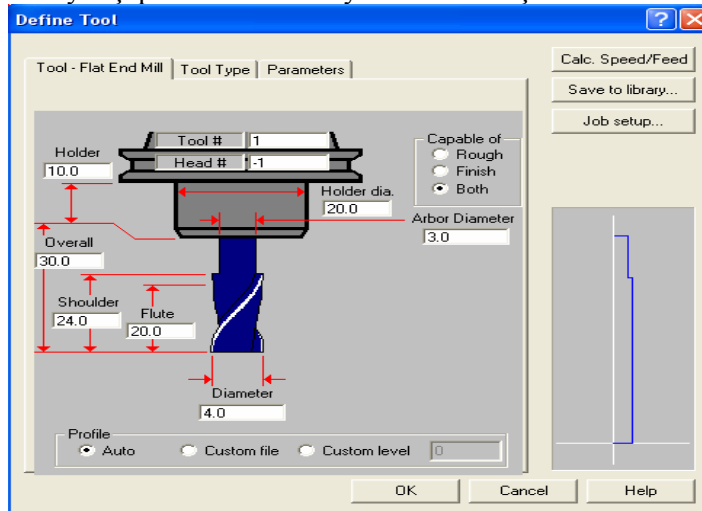 Define Tool
Tool - Flat End Mill Tool Type Parameters
Calc. Speed/Feed
Save to library...
Job setup...
Tool # 1
Head # -1
Capable of
Rough
Finish
Both
Holder
10.0
Holder dia.
20.0
Arbor Diameter
3.0
Overall
30.0
Shoulder
24.0
Flute
20.0
Diameter
4.0
Profile
Auto Custom file Custom level 0
OK Cancel Help